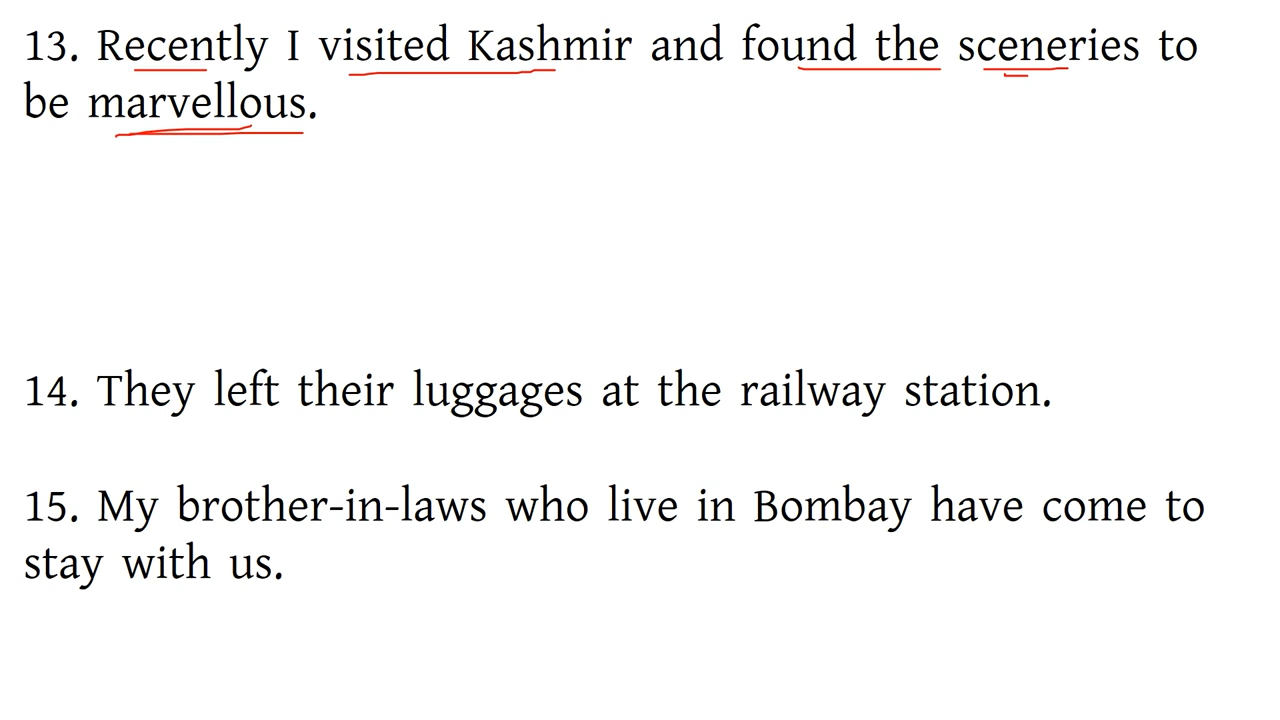 13. Recently I visited Kashmir and found the sceneries to
be marvellous.
14. They left their luggages at the railway station.
15. My brother-in-laws who live in Bombay have come to
stay with us.